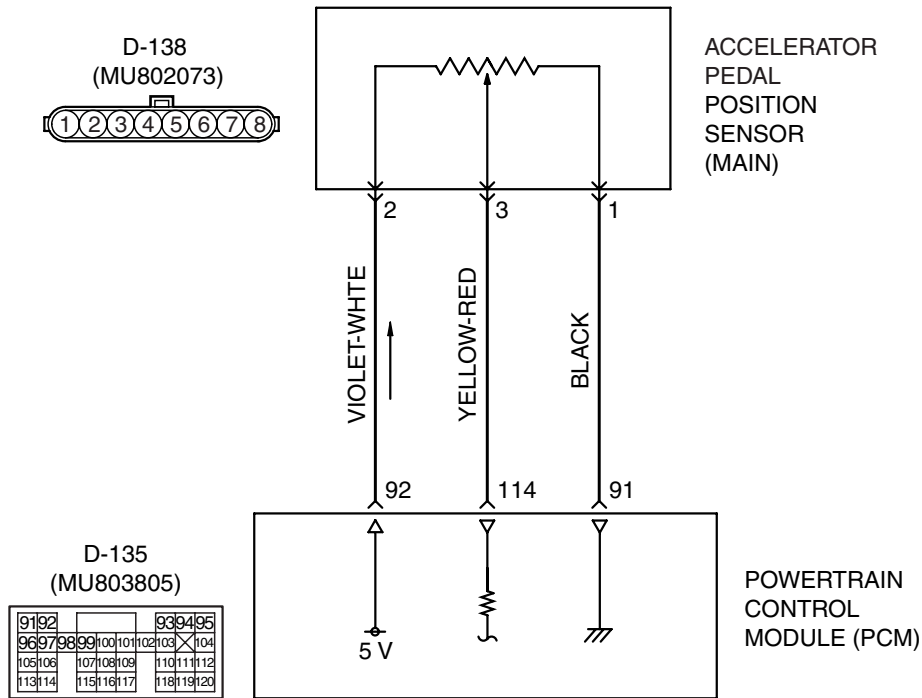 D-138
(MU802073)
1 2 3 4 5 6 7 8
ACCELERATOR
PEDAL
POSITION
SENSOR
(MAIN)
2 3 1
VIOLET-WHTE
YELLOW-RED
BLACK
92 114 91
D-135
(MU803805)
91 92 93 94 95
96 97 98 99 100 101 102 103 104
105 106 107 108 109 110 111 112
113 114 115 116 117 118 119 120
5 V
POWERTRAIN
CONTROL
MODULE (PCM)